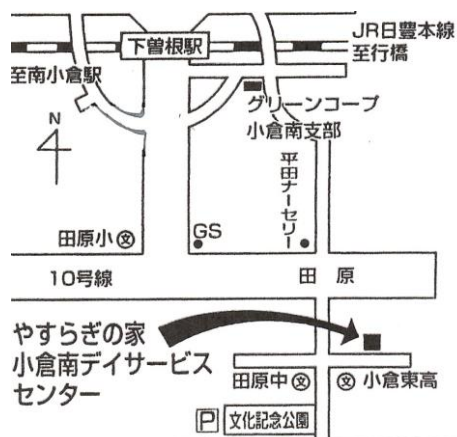 下曽根駅
JR日豊本線
至行橋
至南小倉駅
グリーンコープ
小倉南支部
N
平田ナーセリー
田原小 文
GS
10号線
田原
やすらぎの家
小倉南デイサービス
センター
田原中 文
文 小倉東高
P 文化記念公園